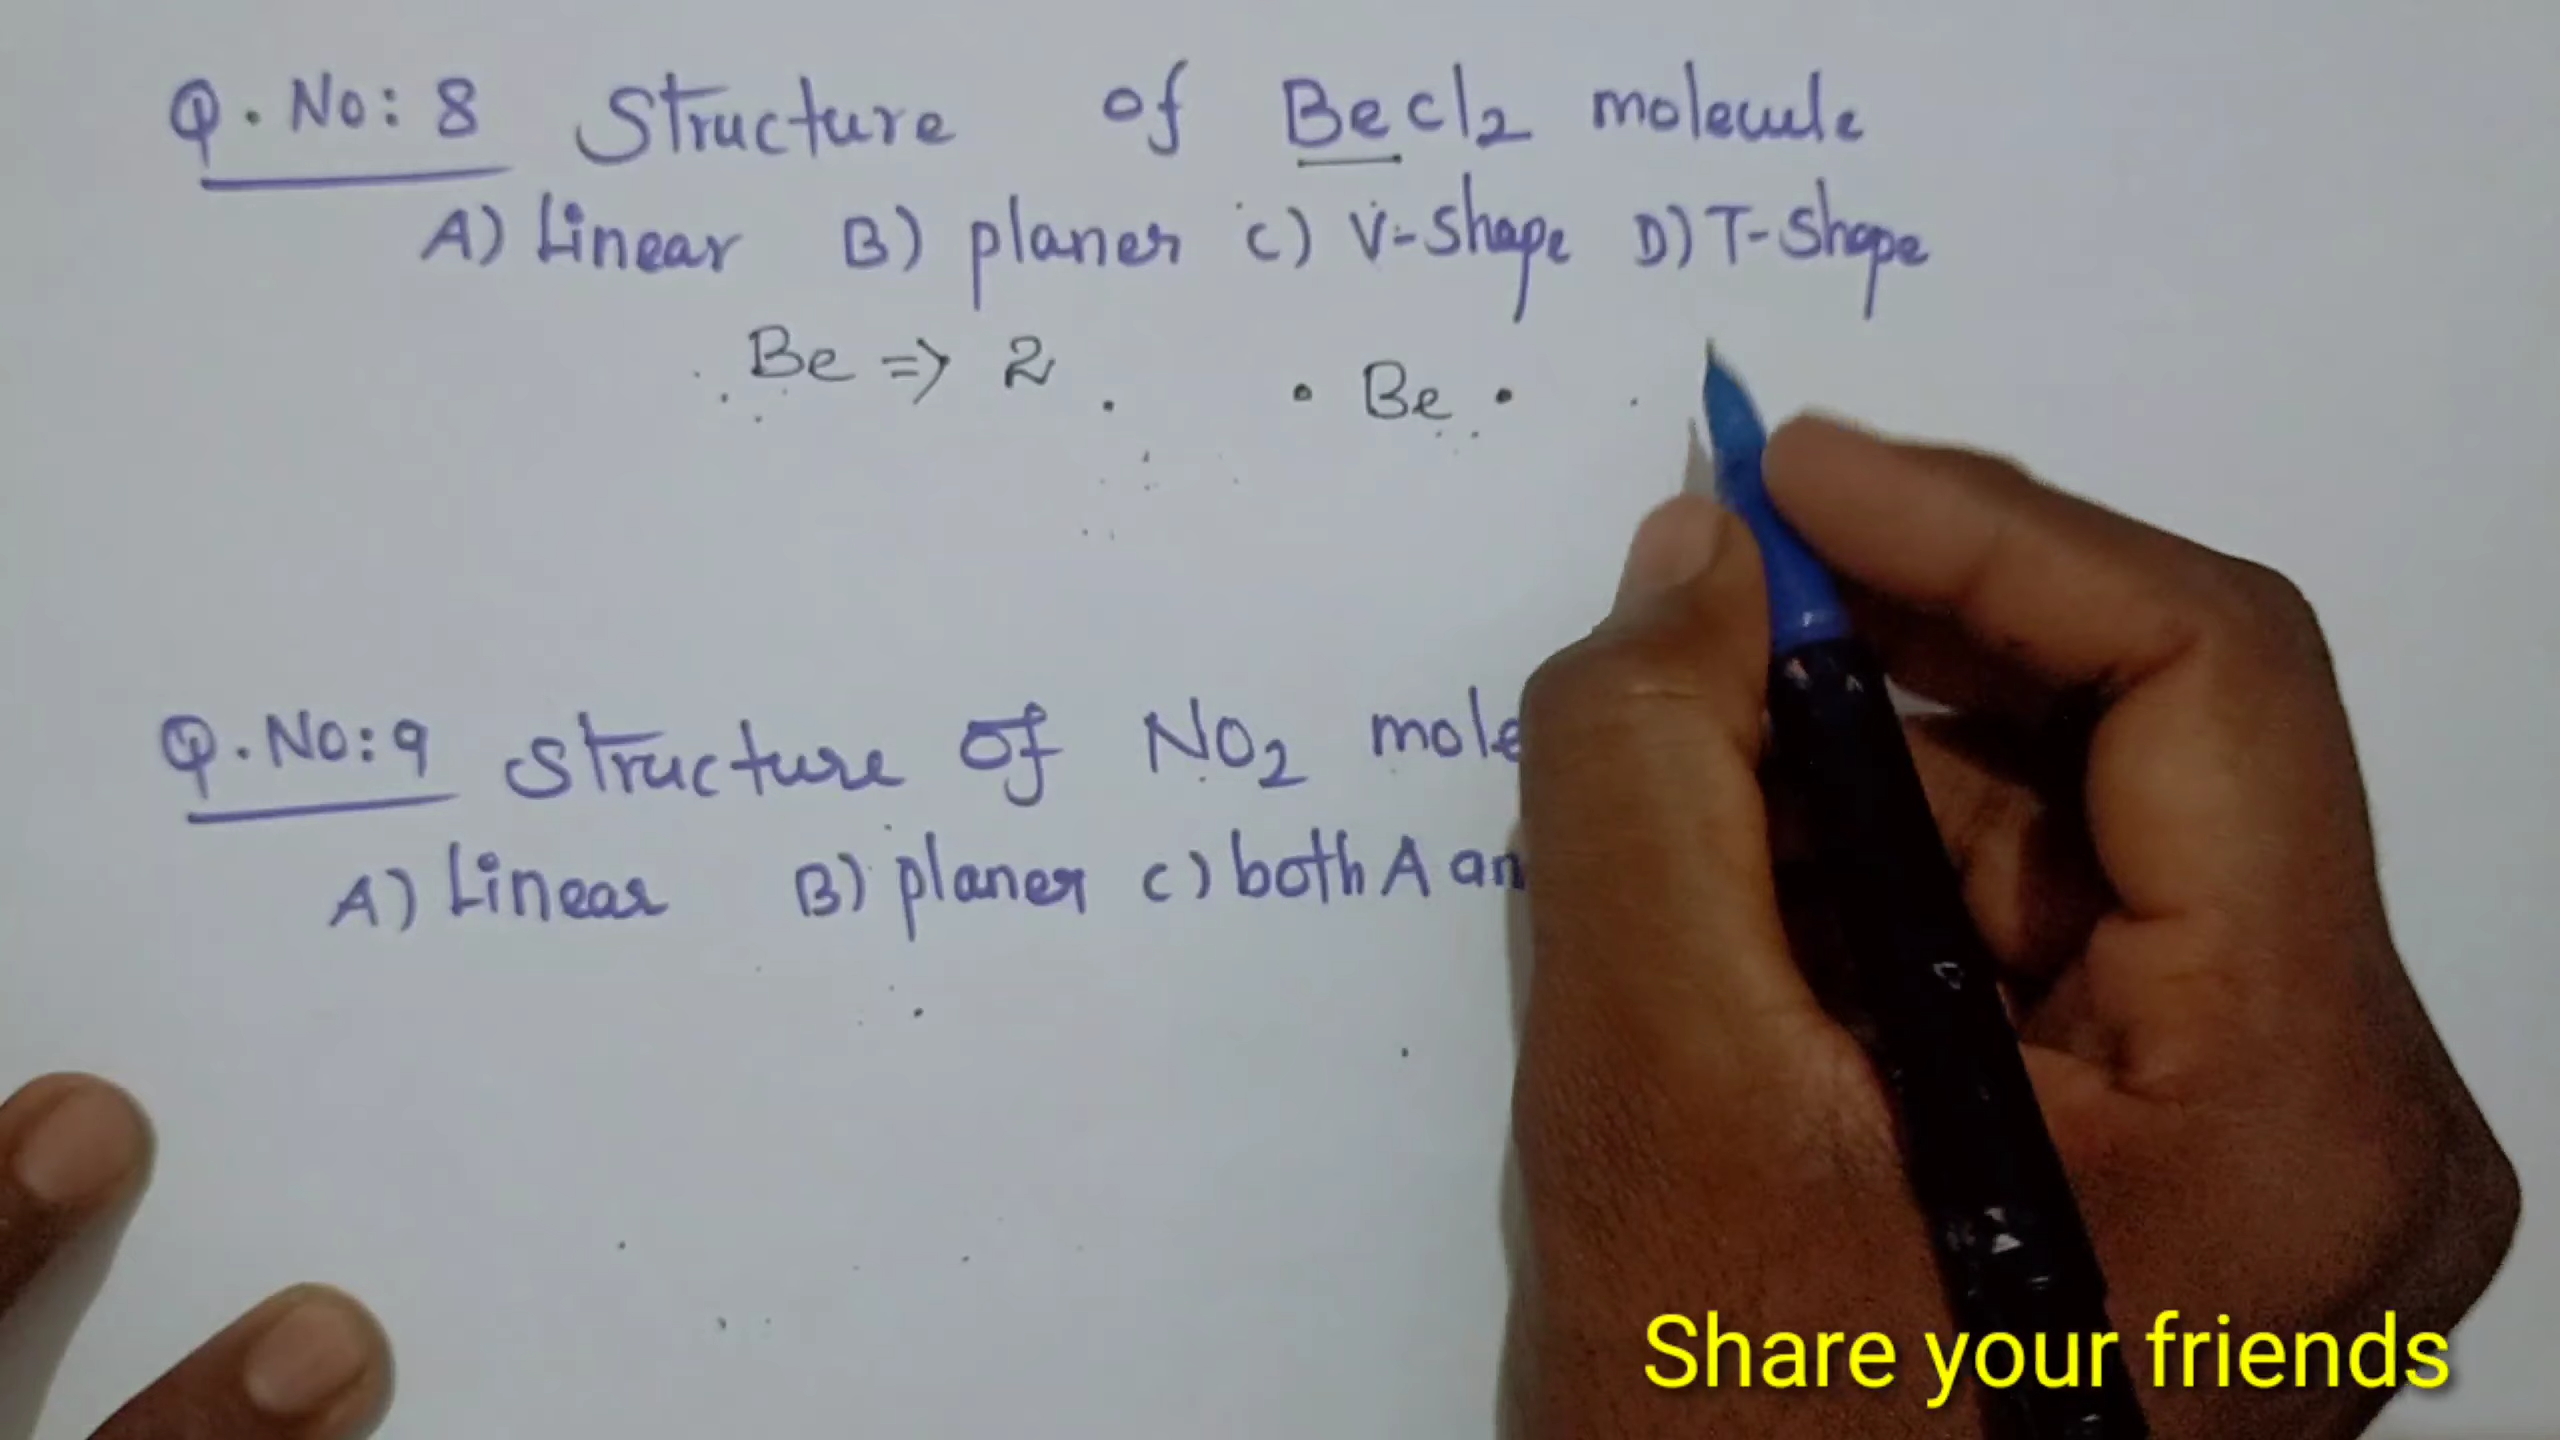 Q. No: 8 Structure of BeCl2 molecule
A) Linear B) planer C) V-shape D) T-shape
Be => 2 . • Be •
Q. No: 9 structure of NO2 mole
A) Linear B) planer C) both A an
Share your friends